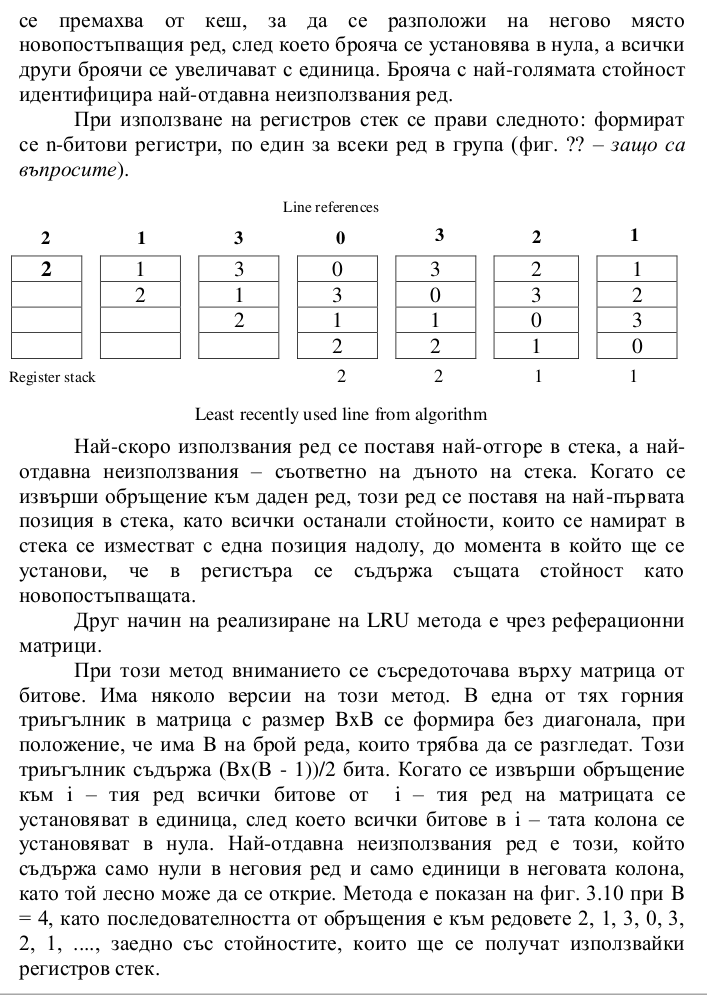 се премахва от кеш, за да се разположи на негово място
новопостъпващия ред, след което брояча се установява в нула, а всички
други броячи се увеличават с единица. Брояча с най-голямата стойност
идентифицира най-отдавна неизползвания ред.
При използване на регистров стек се прави следното: формират
се n-битови регистри, по един за всеки ред в група (фиг. ?? – защо са
въпросите).
Line references
2 1 3 0 3 2 1
2 1 3 0 3 2 1
2 1 3 0 3 2
2 1 1 0 3
2 2 1 0
Register stack 2 2 1 1
Least recently used line from algorithm
Най-скоро използвания ред се поставя най-отгоре в стека, а най-
отдавна неизползвания – съответно на дъното на стека. Когато се
извърши обръщение към даден ред, този ред се поставя на най-първата
позиция в стека, като всички останали стойности, които се намират в
стека се изместват с една позиция надолу, до момента в който ще се
установи, че в регистъра се съдържа същата стойност като
новопостъпващата.
Друг начин на реализиране на LRU метода е чрез реферационни
матрици.
При този метод вниманието се съсредоточава върху матрица от
битове. Има няколо версии на този метод. В една от тях горния
триъгълник в матрица с размер BxB се формира без диагонала, при
положение, че има B на брой реда, които трябва да се разгледат. Този
триъгълник съдържа (Bx(B - 1))/2 бита. Когато се извърши обръщение
към i – тия ред всички битове от i – тия ред на матрицата се
установяват в единица, след което всички битове в i – тата колона се
установяват в нула. Най-отдавна неизползвания ред е този, който
съдържа само нули в неговия ред и само единици в неговата колона,
като той лесно може да се открие. Метода е показан на фиг. 3.10 при B
= 4, като последователността от обръщения е към редовете 2, 1, 3, 0, 3,
2, 1, ...., заедно със стойностите, които ще се получат използвайки
регистров стек.